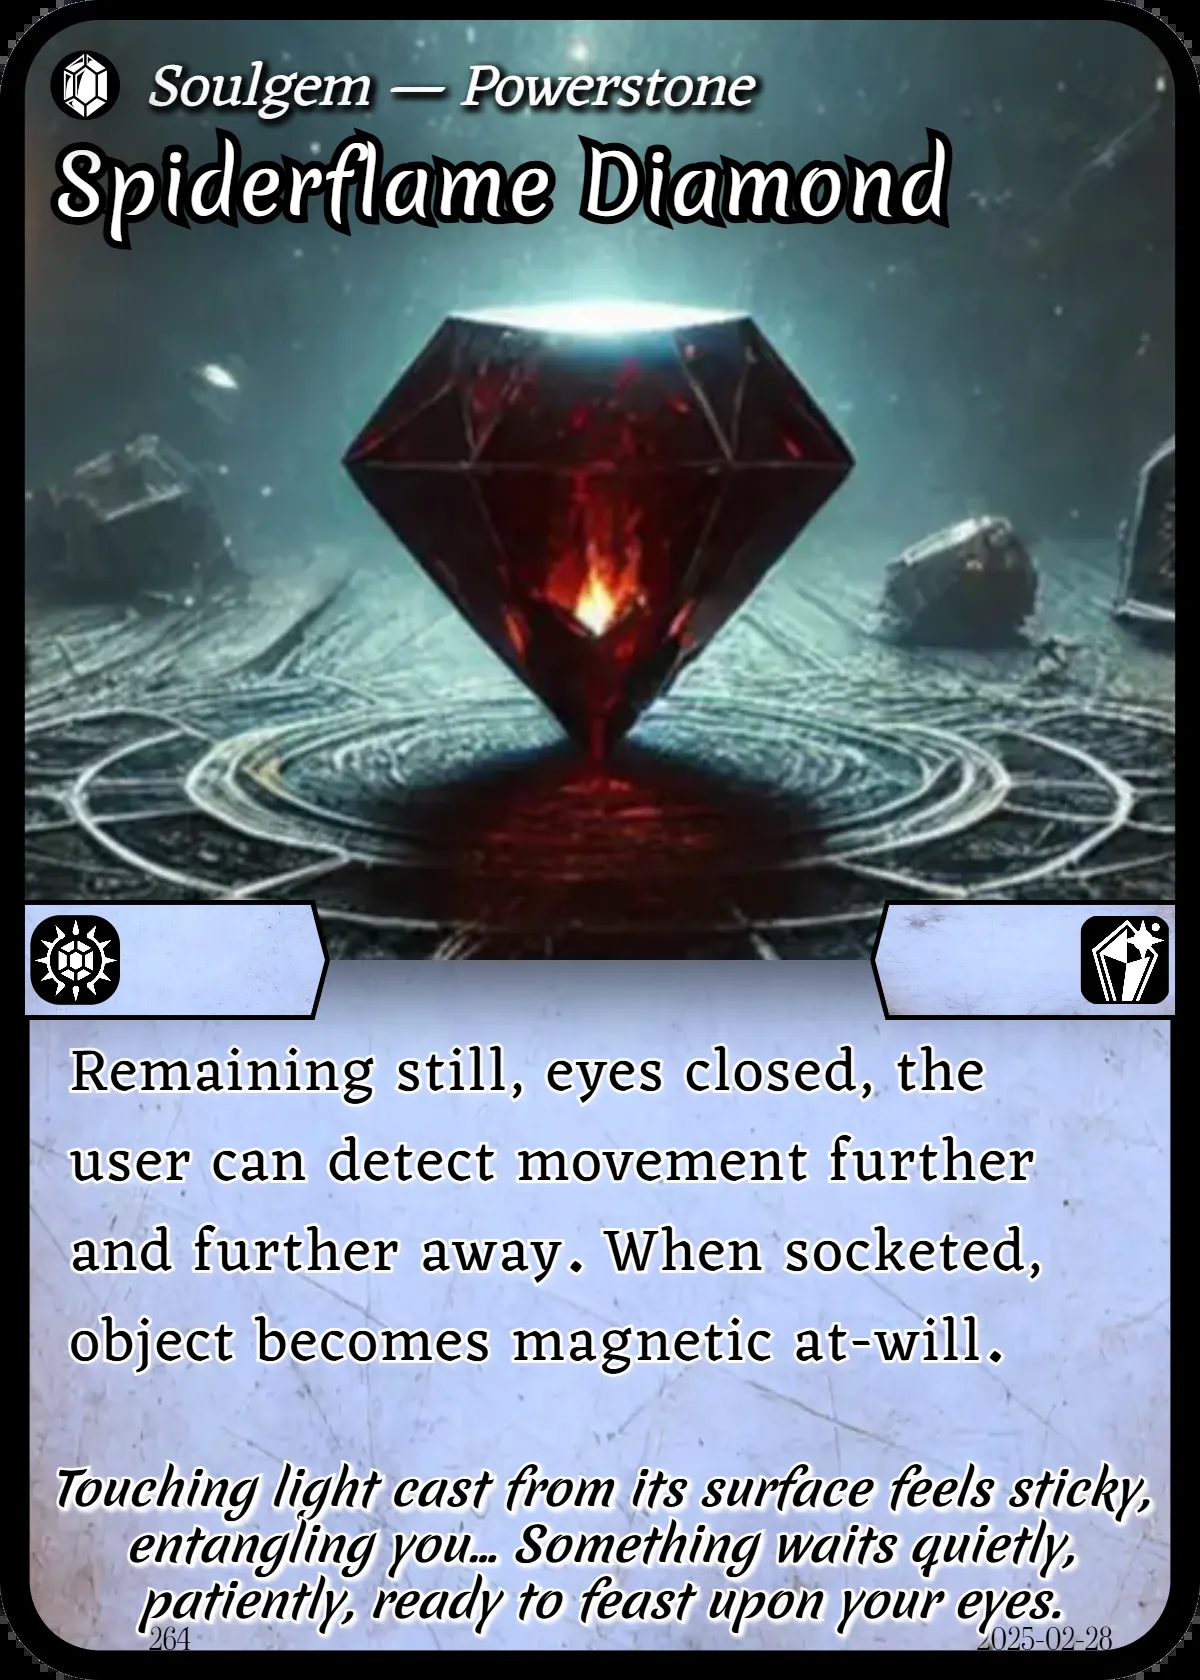 Soulgem — Powerstone
Spiderflame Diamond
Remaining still, eyes closed, the
user can detect movement further
and further away. When socketed,
object becomes magnetic at-will.
Touching light cast from its surface feels sticky,
entangling you... Something waits quietly,
patiently, ready to feast upon your eyes.
264
2025-02-28